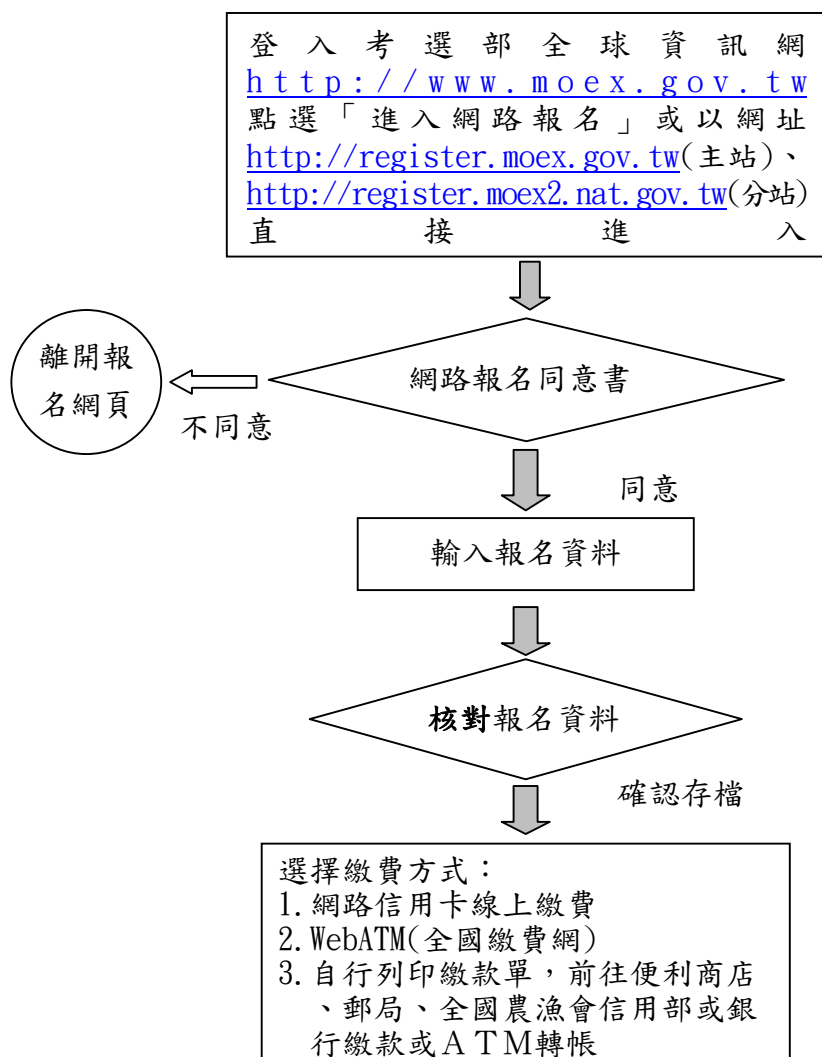 登入考選部全球資訊網
http://www.moex.gov.tw
點選「進入網路報名」或以網址
http://register.moex.gov.tw(主站)、
http://register.moex2.nat.gov.tw(分站)
直接進入
離開報
名網頁
不同意
網路報名同意書
同意
輸入報名資料
核對報名資料
確認存檔
選擇繳費方式：
1.網路信用卡線上繳費
2.WebATM(全國繳費網)
3.自行列印繳款單，前往便利商店
、郵局、全國農漁會信用部或銀
行繳款或ＡＴＭ轉帳